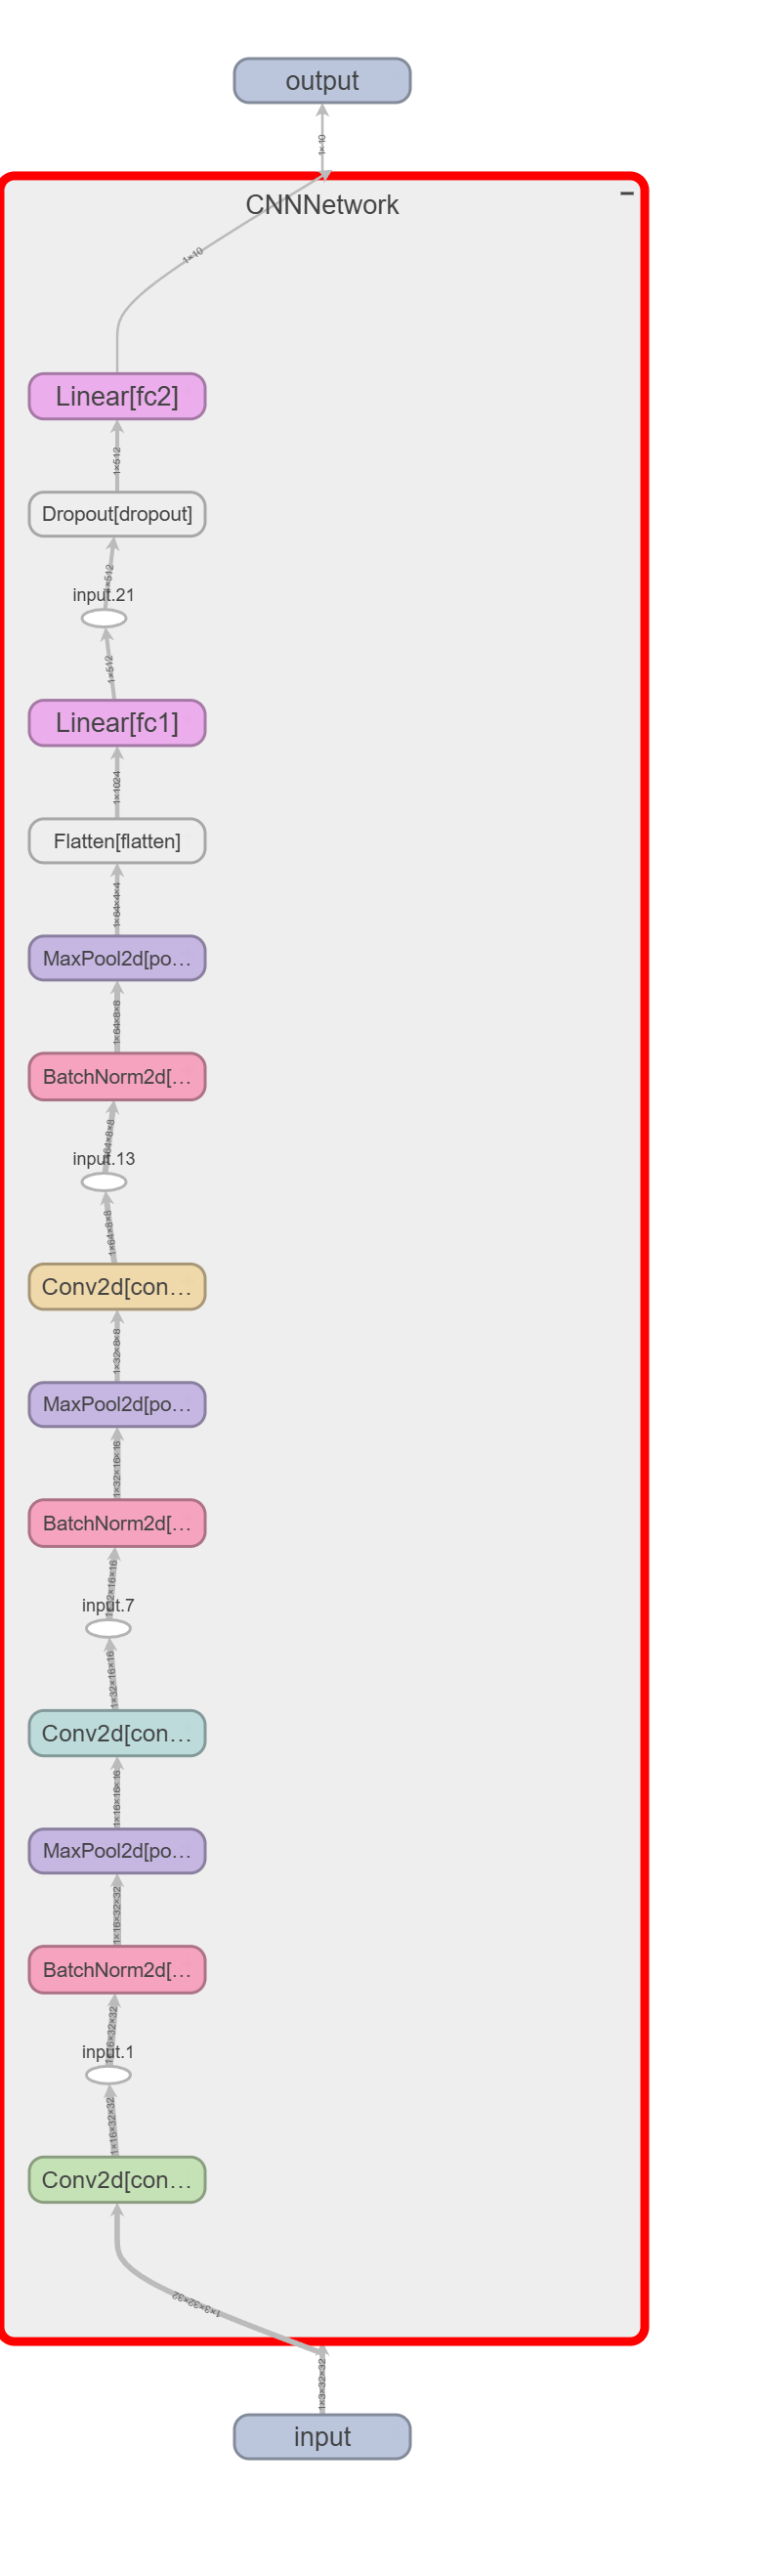 output
1×10
CNNNetwork
1×10
Linear[fc2]
1×512
Dropout[dropout]
1×512
input.21
1×512
Linear[fc1]
1×1024
Flatten[flatten]
1×64×4×4
MaxPool2d[po…
1×64×8×8
BatchNorm2d[…
1×64×8×8
input.13
1×64×8×8
Conv2d[con…
1×32×8×8
MaxPool2d[po…
1×32×16×16
BatchNorm2d[…
1×32×16×16
input.7
1×32×16×16
Conv2d[con…
1×16×16×16
MaxPool2d[po…
1×16×32×32
BatchNorm2d[…
1×16×32×32
input.1
1×16×32×32
Conv2d[con…
1×3×32×32
1×3×32×32
input